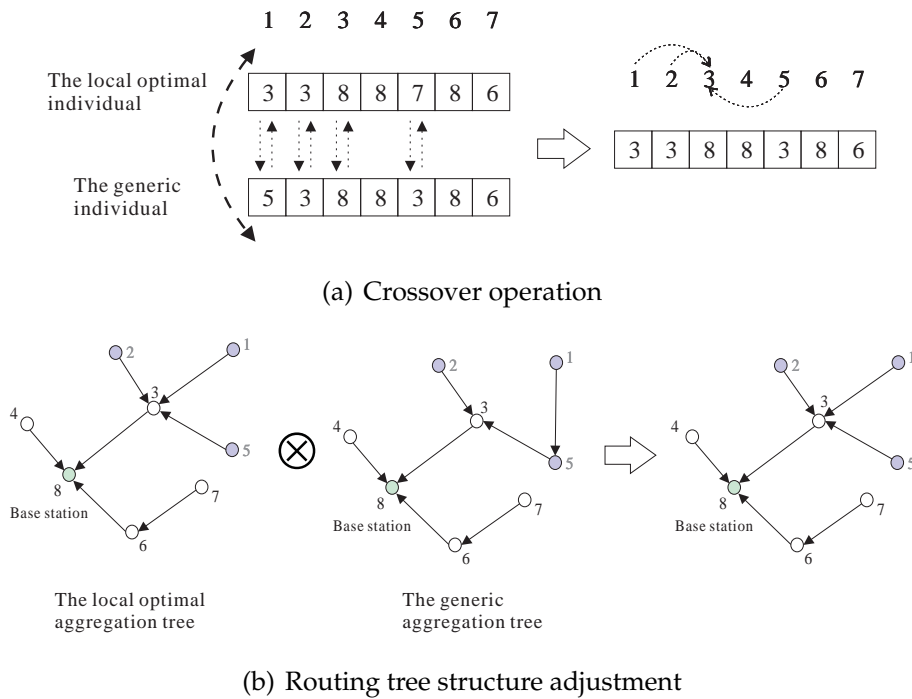 1 2 3 4 5 6 7
The local optimal
individual
3 3 8 8 7 8 6
The generic
individual
5 3 8 8 3 8 6
1 2 3 4 5 6 7
3 3 8 8 3 8 6
(a) Crossover operation
2
1
3
4
5
8
7
Base station
6
The local optimal
aggregation tree
2
1
3
4
5
8
7
Base station
6
The generic
aggregation tree
2
1
3
4
5
8
7
Base station
6
(b) Routing tree structure adjustment